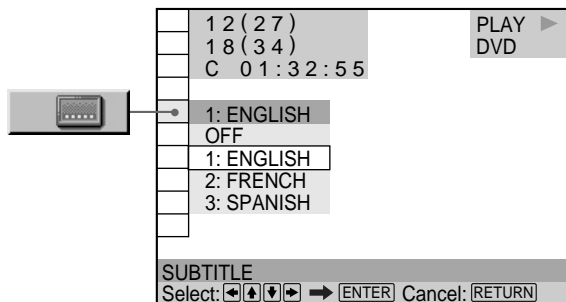 12(27)
18(34)
C 01:32:55
PLAY
DVD
1: ENGLISH
OFF
1: ENGLISH
2: FRENCH
3: SPANISH
SUBTITLE
Select: ENTER Cancel: RETURN